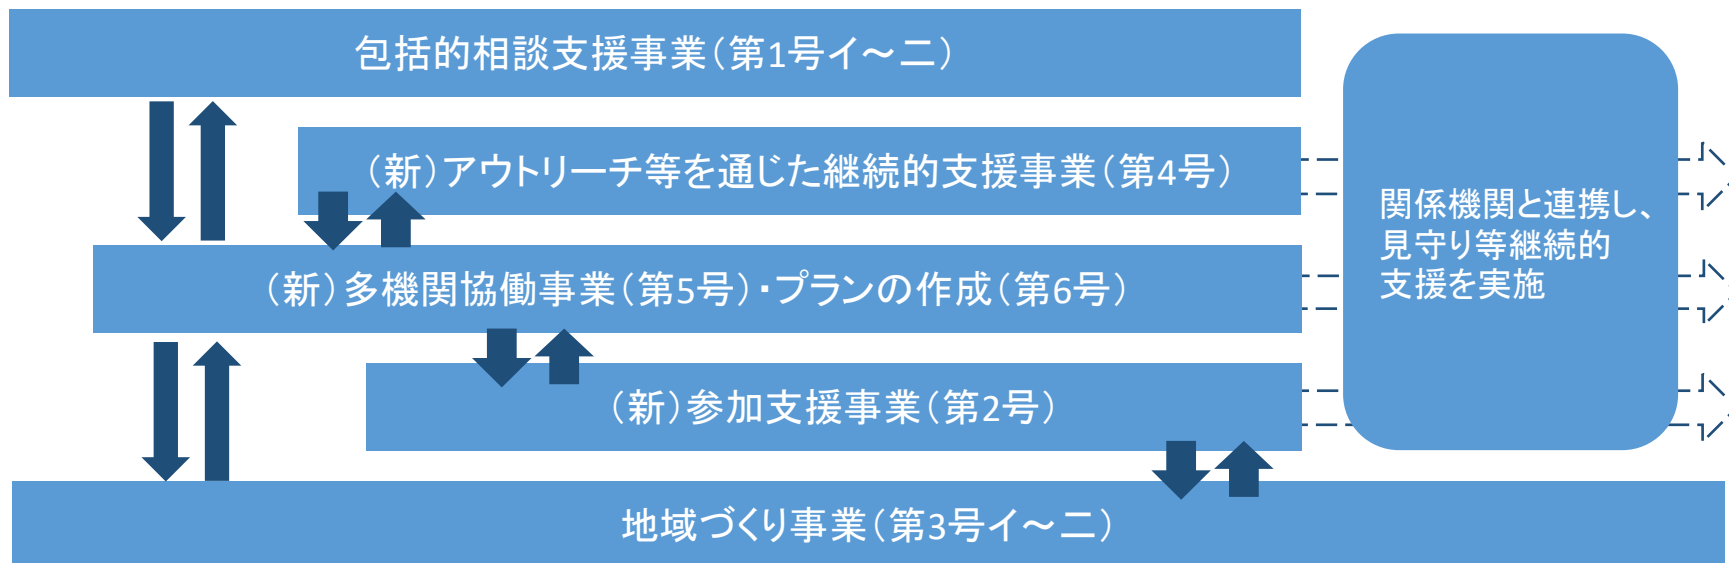 包括的相談支援事業（第1号イ～ニ）
（新）アウトリーチ等を通じた継続的支援事業（第4号）
（新）多機関協働事業（第5号）・プランの作成（第6号）
（新）参加支援事業（第2号）
地域づくり事業（第3号イ～ニ）
関係機関と連携し、
見守り等継続的
支援を実施